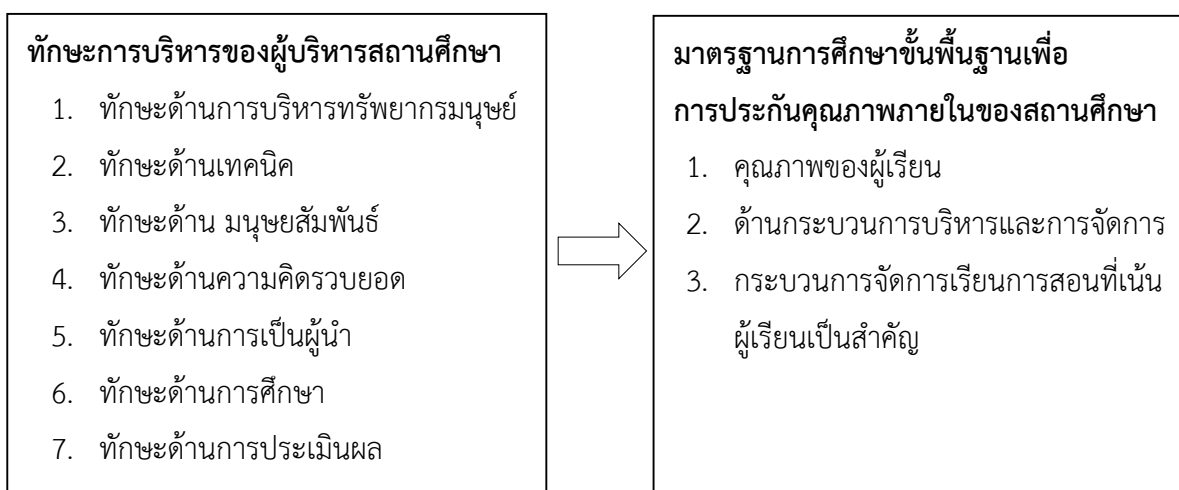 ทักษะการบริหารของผู้บริหารสถานศึกษา
1. ทักษะด้านการบริหารทรัพยากรมนุษย์
2. ทักษะด้านเทคนิค
3. ทักษะด้าน มนุษยสัมพันธ์
4. ทักษะด้านความคิดรวบยอด
5. ทักษะด้านการเป็นผู้นำ
6. ทักษะด้านการศึกษา
7. ทักษะด้านการประเมินผล
มาตรฐานการศึกษาขั้นพื้นฐานเพื่อ
การประกันคุณภาพภายในของสถานศึกษา
1. คุณภาพของผู้เรียน
2. ด้านกระบวนการบริหารและการจัดการ
3. กระบวนการจัดการเรียนการสอนที่เน้น
ผู้เรียนเป็นสำคัญ